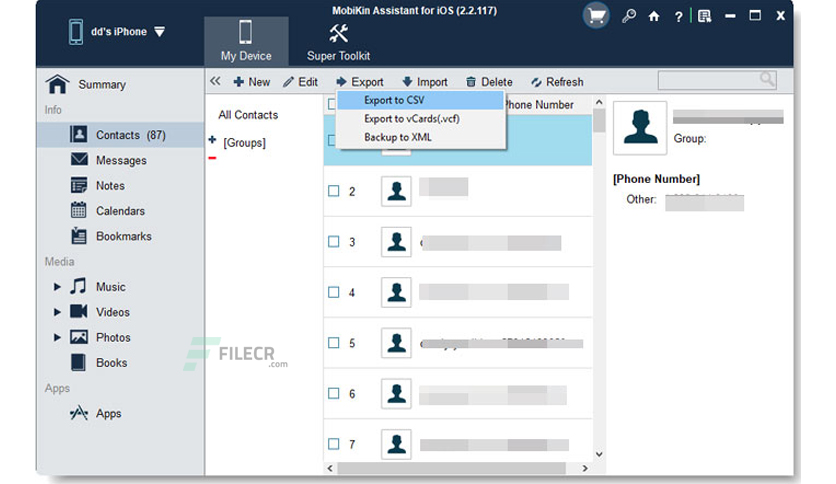 MobiKin Assistant for iOS (2.2.117)
dd's iPhone
My Device
Super Toolkit
?
Summary
Info
Contacts (87)
Messages
Notes
Calendars
Bookmarks
Media
Music
Videos
Photos
Books
Apps
Apps
New
Edit
Export
Import
Delete
Refresh
All Contacts
[Groups]
Export to CSV
Export to vCards(.vcf)
Backup to XML
Phone Number
2
3
4
5
6
7
Group:
[Phone Number]
Other:
FILECR
.com